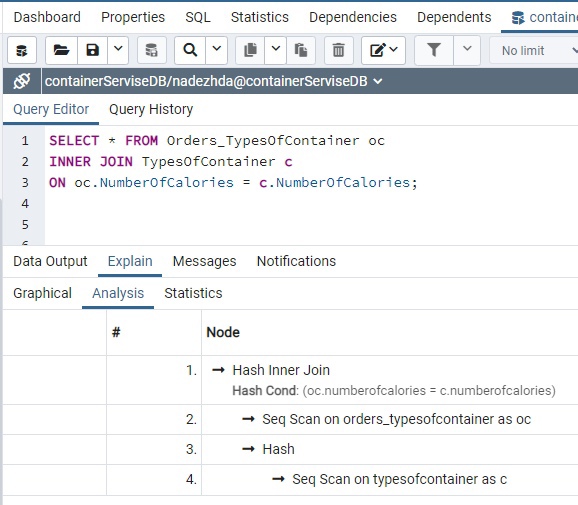 Dashboard Properties SQL Statistics Dependencies Dependents containe
No limit
containerServiseDB/nadezhda@containerServiseDB
Query Editor Query History
1 SELECT * FROM Orders_TypesOfContainer oc
2 INNER JOIN TypesOfContainer c
3 ON oc.NumberOfCalories = c.NumberOfCalories;
4
5
6
Data Output Explain Messages Notifications
Graphical Analysis Statistics
# Node
1. → Hash Inner Join
Hash Cond: (oc.numberofcalories = c.numberofcalories)
2. → Seq Scan on orders_typesofcontainer as oc
3. → Hash
4. → Seq Scan on typesofcontainer as c